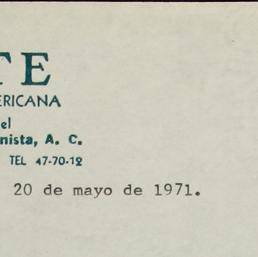 TE
ERICANA
el
nista, A. C.
TEL 47-70-12
20 de mayo de 1971.